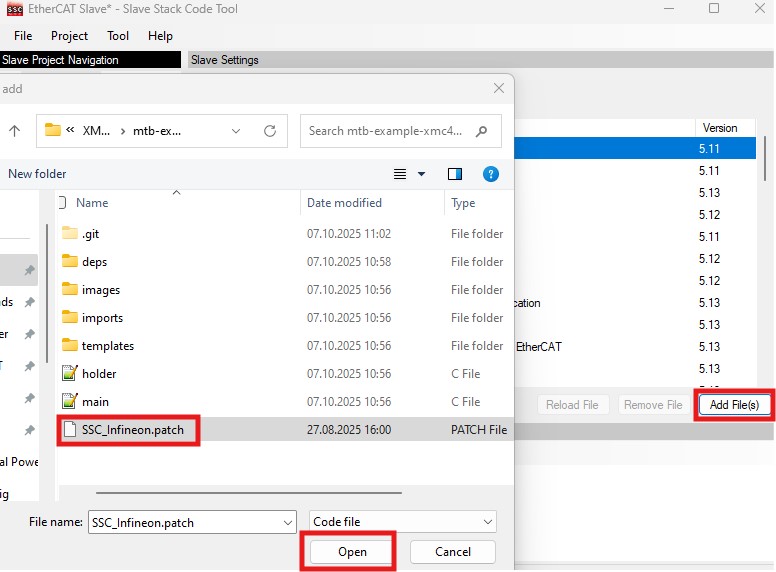 EtherCAT Slave* - Slave Stack Code Tool
File Project Tool Help
Slave Project Navigation Slave Settings
add
« XM... › mtb-ex... Search mtb-example-xmc4...
New folder
Name Date modified Type
Version
5.11
5.11
.git 07.10.2025 11:02 File folder
5.13
deps 07.10.2025 10:58 File folder
5.12
images 07.10.2025 10:56 File folder
5.11
5.12
5.12
nds
imports 07.10.2025 10:56 File folder
ication 5.13
5.13
er
templates 07.10.2025 10:56 File folder
EtherCAT 5.13
holder 07.10.2025 10:56 C File
5.13
main 07.10.2025 10:56 C File
Reload File Remove File Add File(s)
SSC_Infineon.patch 27.08.2025 16:00 PATCH File
al Powe
ig
File name: SSC_Infineon.patch Code file
Open Cancel